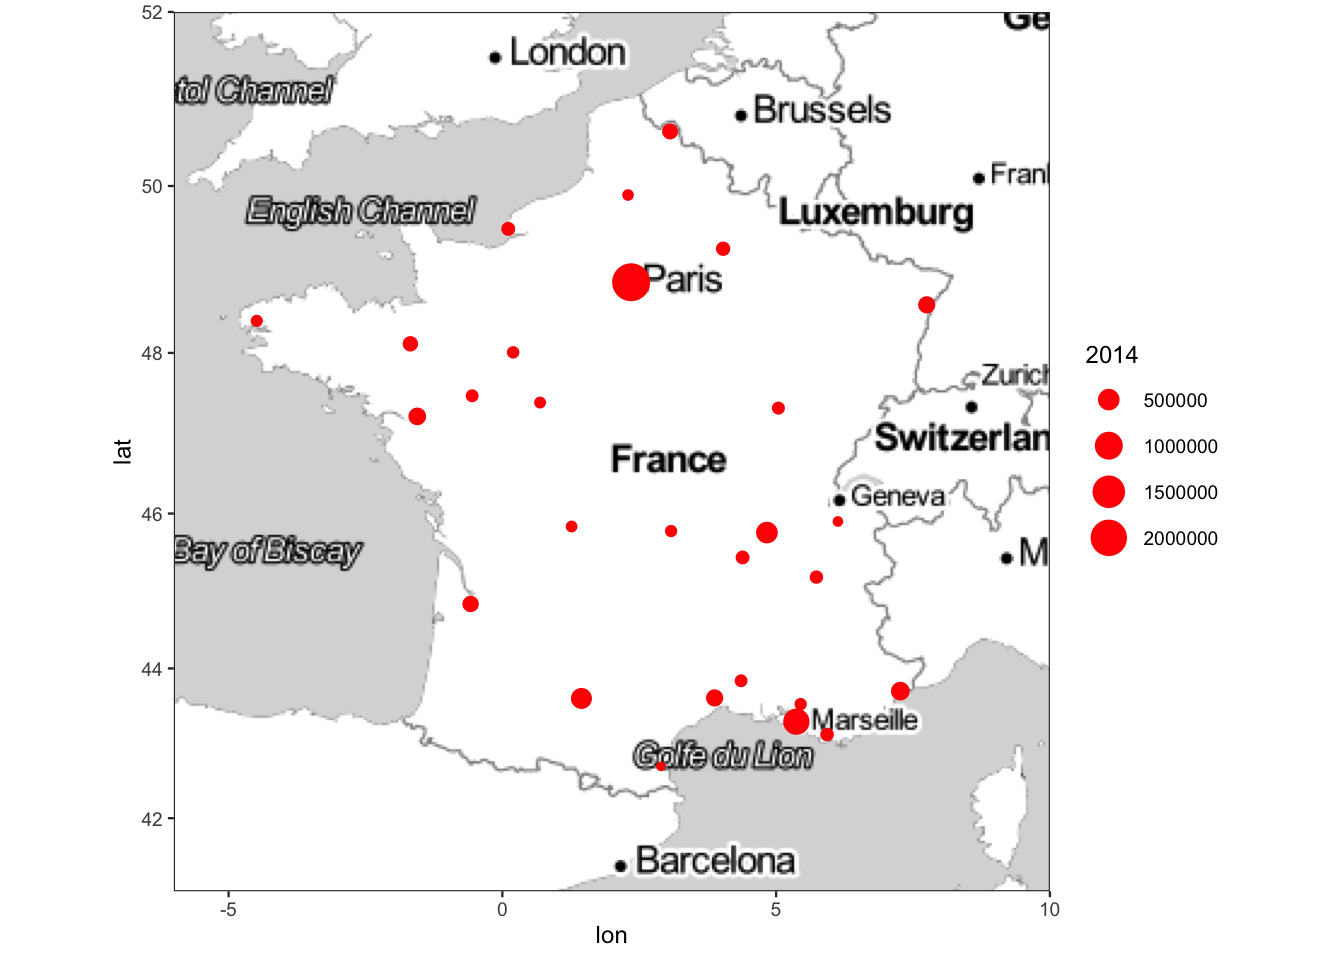 52
Ge
London
tol Channel
Brussels
Franl
50
English Channel
Luxemburg
Paris
48
Zurich
2014
500000
1000000
1500000
2000000
lat
France
Switzerlan
46
Geneva
Bay of Biscay
M
44
Marseille
Golfe du Lion
42
Barcelona
-5
0
5
10
lon